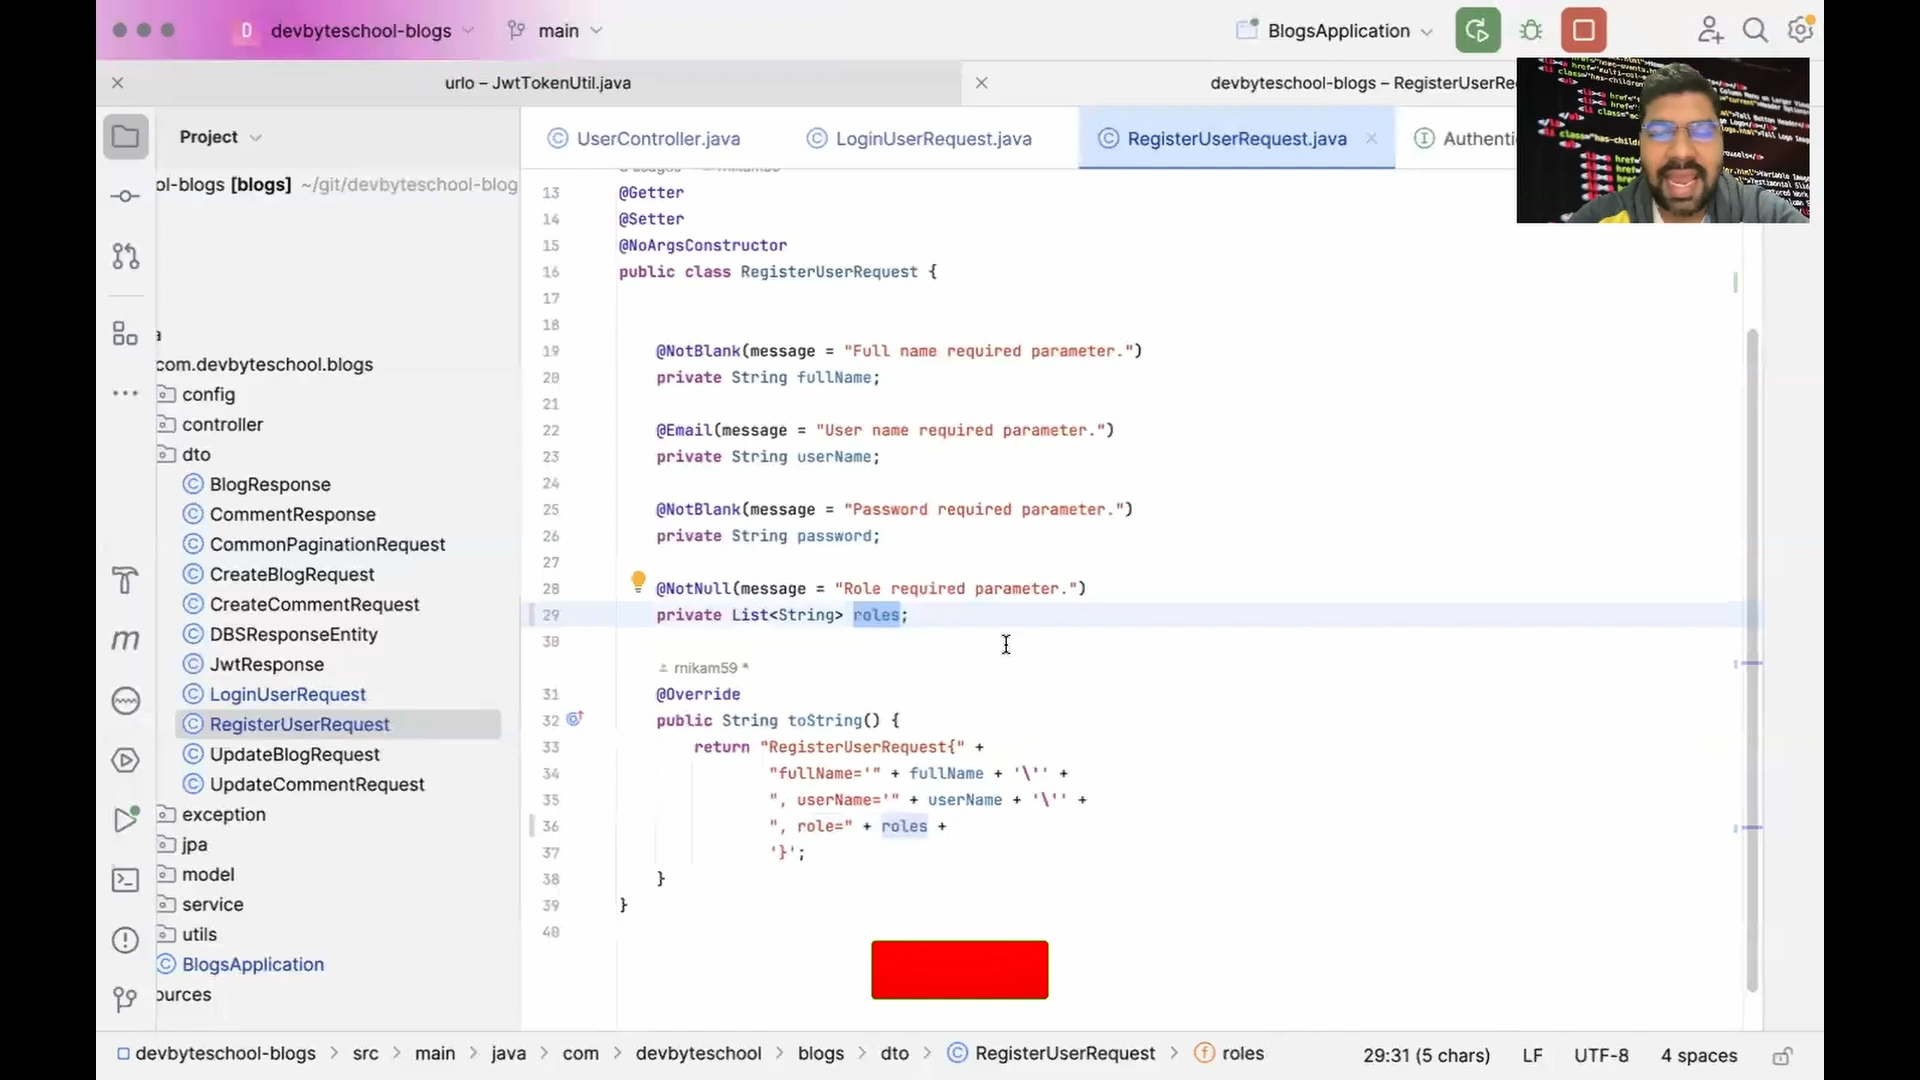 D devbyteschool-blogs main BlogsApplication
urlo – JwtTokenUtil.java
devbyteschool-blogs – RegisterUserRe
Project
UserController.java LoginUserRequest.java RegisterUserRequest.java Authenti
ol-blogs [blogs] ~/git/devbyteschool-blog
com.devbyteschool.blogs
config
controller
dto
BlogResponse
CommentResponse
CommonPaginationRequest
CreateBlogRequest
CreateCommentRequest
DBSResponseEntity
JwtResponse
LoginUserRequest
RegisterUserRequest
UpdateBlogRequest
UpdateCommentRequest
exception
jpa
model
service
utils
BlogsApplication
ources
13 @Getter
14 @Setter
15 @NoArgsConstructor
16 public class RegisterUserRequest {
17
18
19 @NotBlank(message = "Full name required parameter.")
20 private String fullName;
21
22 @Email(message = "User name required parameter.")
23 private String userName;
24
25 @NotBlank(message = "Password required parameter.")
26 private String password;
27
28 @NotNull(message = "Role required parameter.")
29 private List<String> roles;
30
rnikam59 *
31 @Override
32 public String toString() {
33 return "RegisterUserRequest{" +
34 "fullName='" + fullName + '\'' +
35 ", userName='" + userName + '\'' +
36 ", role=" + roles +
37 '}';
38 }
39 }
40
devbyteschool-blogs > src > main > java > com > devbyteschool > blogs > dto > RegisterUserRequest > roles 29:31 (5 chars) LF UTF-8 4 spaces